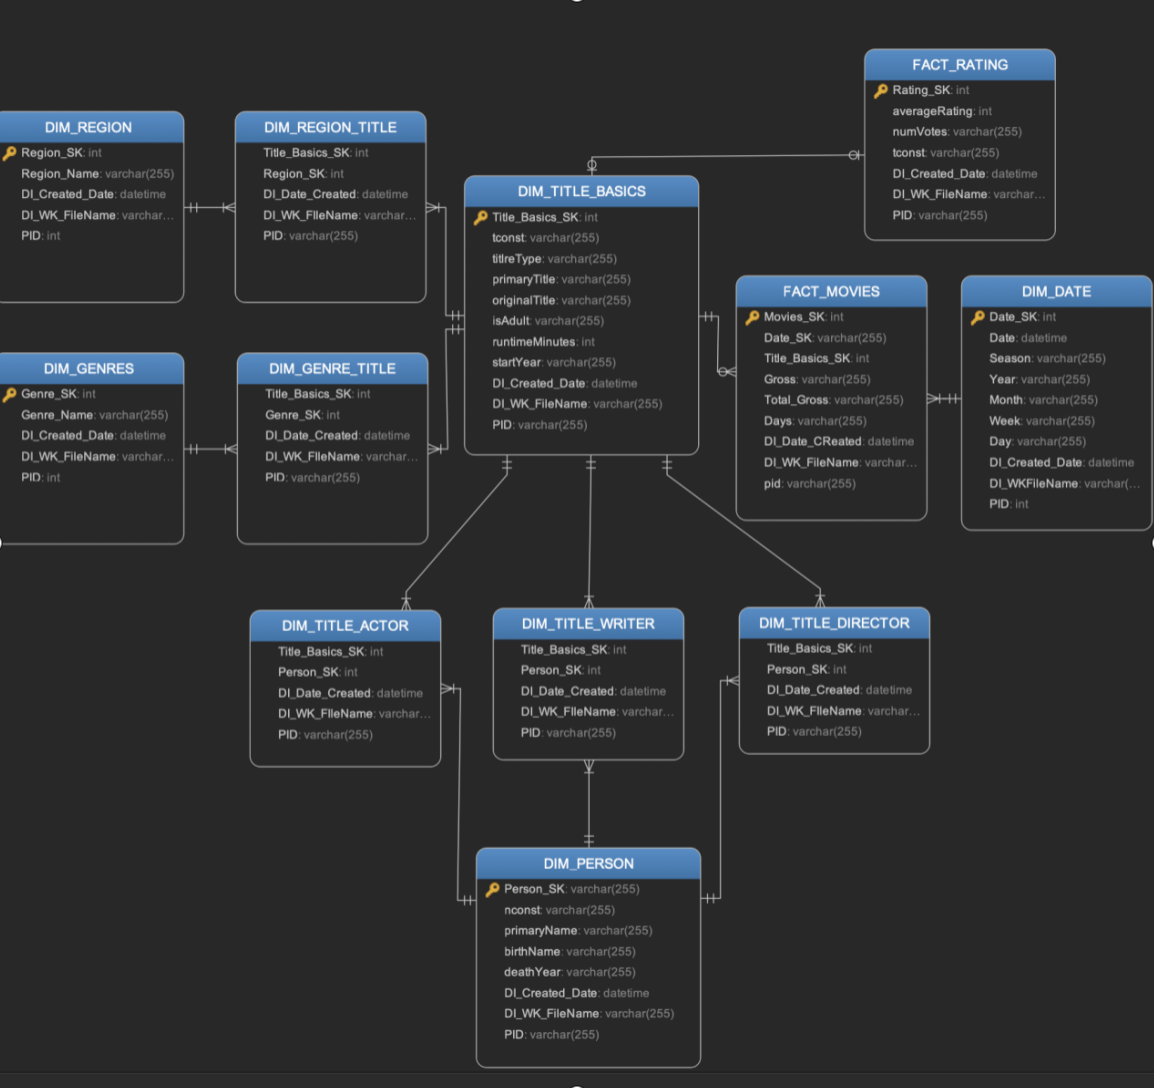 FACT_RATING
Rating_SK: int
averageRating: int
numVotes: varchar(255)
tconst: varchar(255)
DI_Created_Date: datetime
DI_WK_FileName: varchar...
PID: varchar(255)
DIM_REGION
Region_SK: int
Region_Name: varchar(255)
DI_Created_Date: datetime
DI_WK_FileName: varchar...
PID: int
DIM_REGION_TITLE
Title_Basics_SK: int
Region_SK: int
DI_Date_Created: datetime
DI_WK_FIleName: varchar...
PID: varchar(255)
DIM_TITLE_BASICS
Title_Basics_SK: int
tconst: varchar(255)
titlreType: varchar(255)
primaryTitle: varchar(255)
originalTitle: varchar(255)
isAdult: varchar(255)
runtimeMinutes: int
startYear: varchar(255)
DI_Created_Date: datetime
DI_WK_FileName: varchar(255)
PID: varchar(255)
FACT_MOVIES
Movies_SK: int
Date_SK: varchar(255)
Title_Basics_SK: int
Gross: varchar(255)
Total_Gross: varchar(255)
Days: varchar(255)
DI_Date_CReated: datetime
DI_WK_FileName: varchar...
pid: varchar(255)
DIM_DATE
Date_SK: int
Date: datetime
Season: varchar(255)
Year: varchar(255)
Month: varchar(255)
Week: varchar(255)
Day: varchar(255)
DI_Created_Date: datetime
DI_WKFileName: varchar(...
PID: int
DIM_GENRES
Genre_SK: int
Genre_Name: varchar(255)
DI_Created_Date: datetime
DI_WK_FileName: varchar...
PID: int
DIM_GENRE_TITLE
Title_Basics_SK: int
Genre_SK: int
DI_Date_Created: datetime
DI_WK_FIleName: varchar...
PID: varchar(255)
DIM_TITLE_ACTOR
Title_Basics_SK: int
Person_SK: int
DI_Date_Created: datetime
DI_WK_FIleName: varchar...
PID: varchar(255)
DIM_TITLE_WRITER
Title_Basics_SK: int
Person_SK: int
DI_Date_Created: datetime
DI_WK_FIleName: varchar...
PID: varchar(255)
DIM_TITLE_DIRECTOR
Title_Basics_SK: int
Person_SK: int
DI_Date_Created: datetime
DI_WK_FIleName: varchar...
PID: varchar(255)
DIM_PERSON
Person_SK: varchar(255)
nconst: varchar(255)
primaryName: varchar(255)
birthName: varchar(255)
deathYear: varchar(255)
DI_Created_Date: datetime
DI_WK_FileName: varchar(255)
PID: varchar(255)